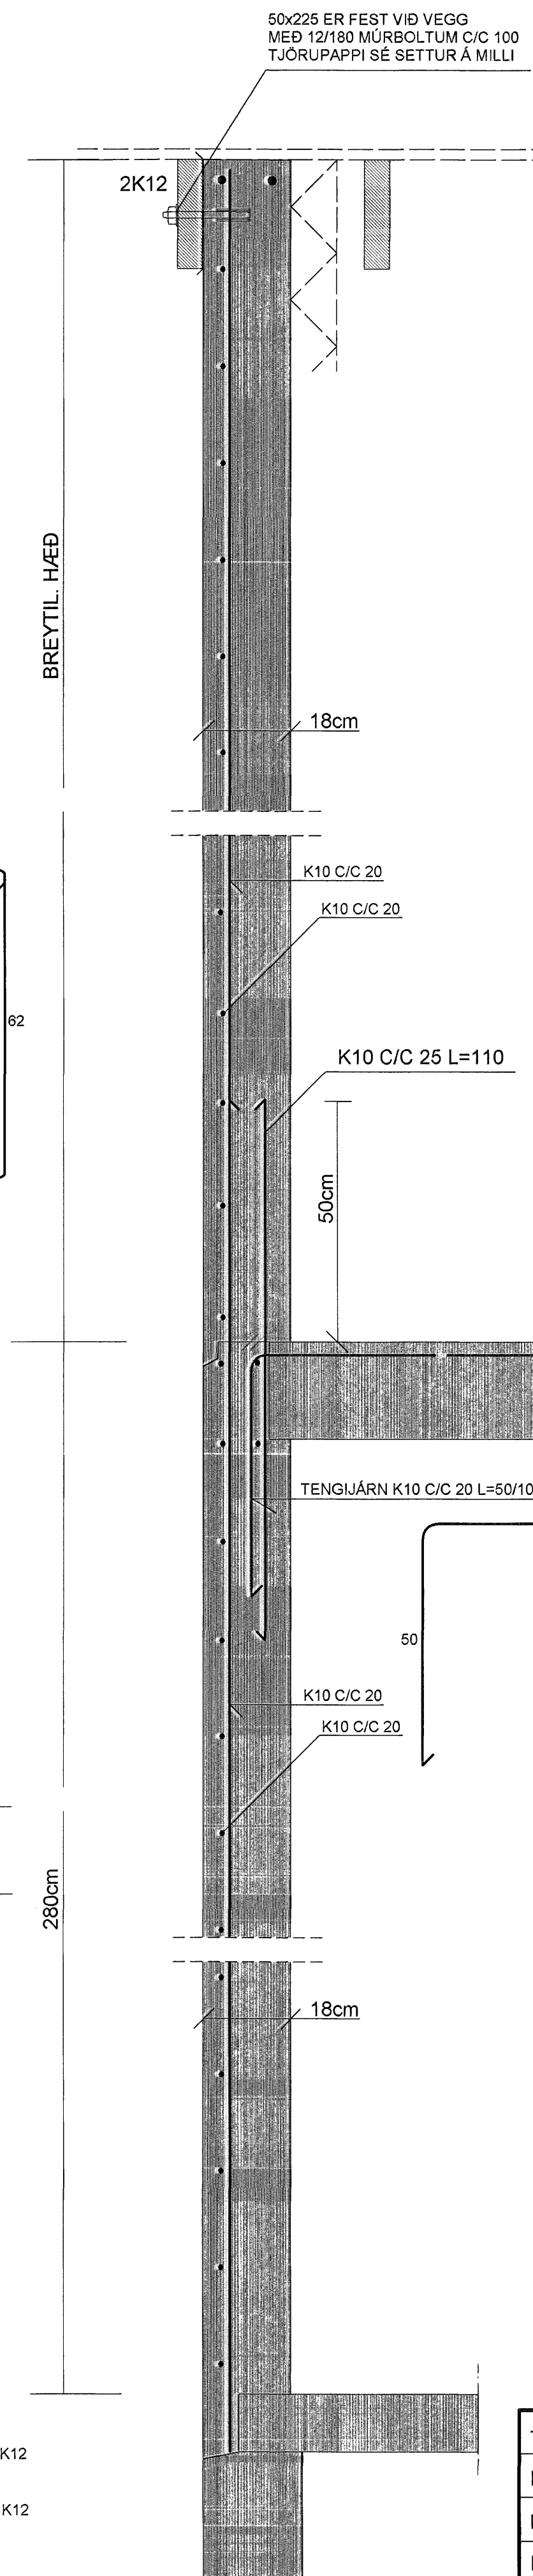 50x225 ER FEST VIÐ VEGG
MEÐ 12/180 MÚRBOLTUM C/C 100
TJÖRUPAPPI SÉ SETTUR Á MILLI
2K12
BREYTIL. HÆÐ
18cm
K10 C/C 20
K10 C/C 20
62
K10 C/C 25 L=110
50cm
TENGIJÁRN K10 C/C 20 L=50/10
50
K10 C/C 20
K10 C/C 20
280cm
18cm
K12
K12